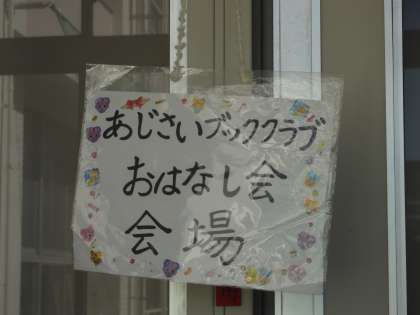 あじさいブッククラブ
おはなし会
会場